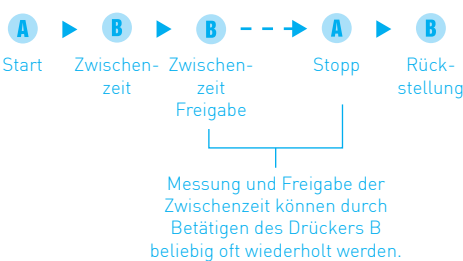 A B B A B
Start Zwischen- Zwischen- Stopp Rück-
zeit zeit stellung
Freigabe
Messung und Freigabe der
Zwischenzeit können durch
Betätigen des Drückers B
beliebig oft wiederholt werden.